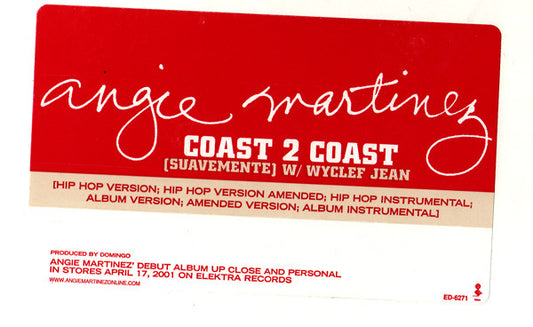 angie martinez
COAST 2 COAST
(SUAVEMENTE) W/ WYCLEF JEAN
[HIP HOP VERSION; HIP HOP VERSION AMENDED; HIP HOP INSTRUMENTAL;
ALBUM VERSION; AMENDED VERSION; ALBUM INSTRUMENTAL]
PRODUCED BY DOMINGO
ANGIE MARTINEZ' DEBUT ALBUM UP CLOSE AND PERSONAL
IN STORES APRIL 17, 2001 ON ELEKTRA RECORDS
WWW.ANGIEMARTINEZONLINE.COM
ED-6271